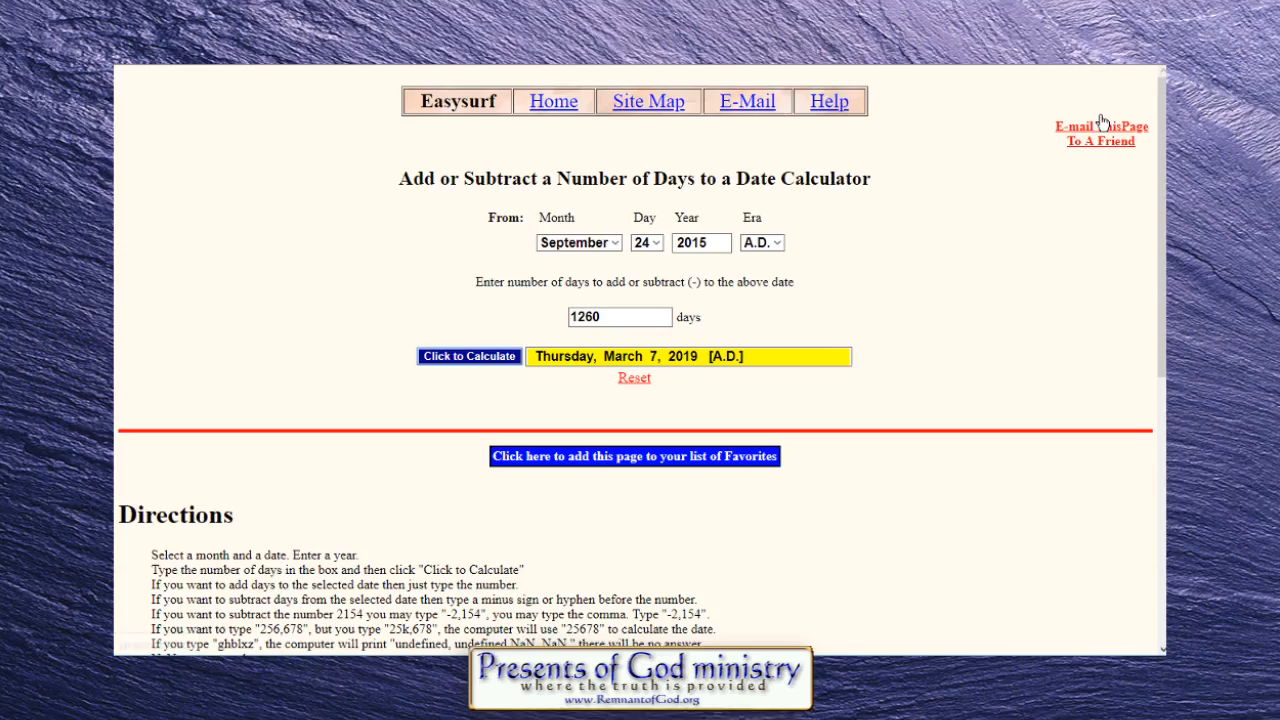 Easysurf Home Site Map E-Mail Help
E-mail ThisPage
To A Friend
Add or Subtract a Number of Days to a Date Calculator
From: Month Day Year Era
September 24 2015 A.D.
Enter number of days to add or subtract (-) to the above date
1260 days
Click to Calculate Thursday, March 7, 2019 [A.D.]
Reset
Click here to add this page to your list of Favorites
Directions
Select a month and a date. Enter a year.
Type the number of days in the box and then click "Click to Calculate"
If you want to add days to the selected date then just type the number.
If you want to subtract days from the selected date then type a minus sign or hyphen before the number.
If you want to subtract the number 2154 you may type "-2,154", you may type the comma. Type "-2,154".
If you want to type "256,678", but you type "25k,678", the computer will use "25678" to calculate the date.
If you type "ghblxz", the computer will print "undefined, undefined NaN, NaN," there will be no answer
Presents of God ministry
where the truth is provided
www.RemnantofGod.org